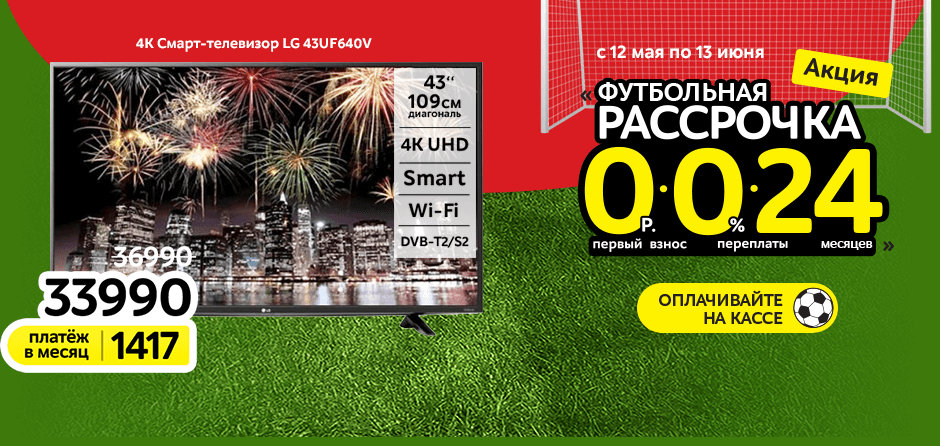 4К Смарт-телевизор LG 43UF640V
43“
109см
диагональ
4K UHD
Smart
Wi-Fi
DVB-T2/S2
LG
36990
33990
платёж
в месяц
1417
с 12 мая по 13 июня
Акция
«ФУТБОЛЬНАЯ
РАССРОЧКА
0Р.·0%·24
первый взнос переплаты месяцев »
ОПЛАЧИВАЙТЕ
НА КАССЕ